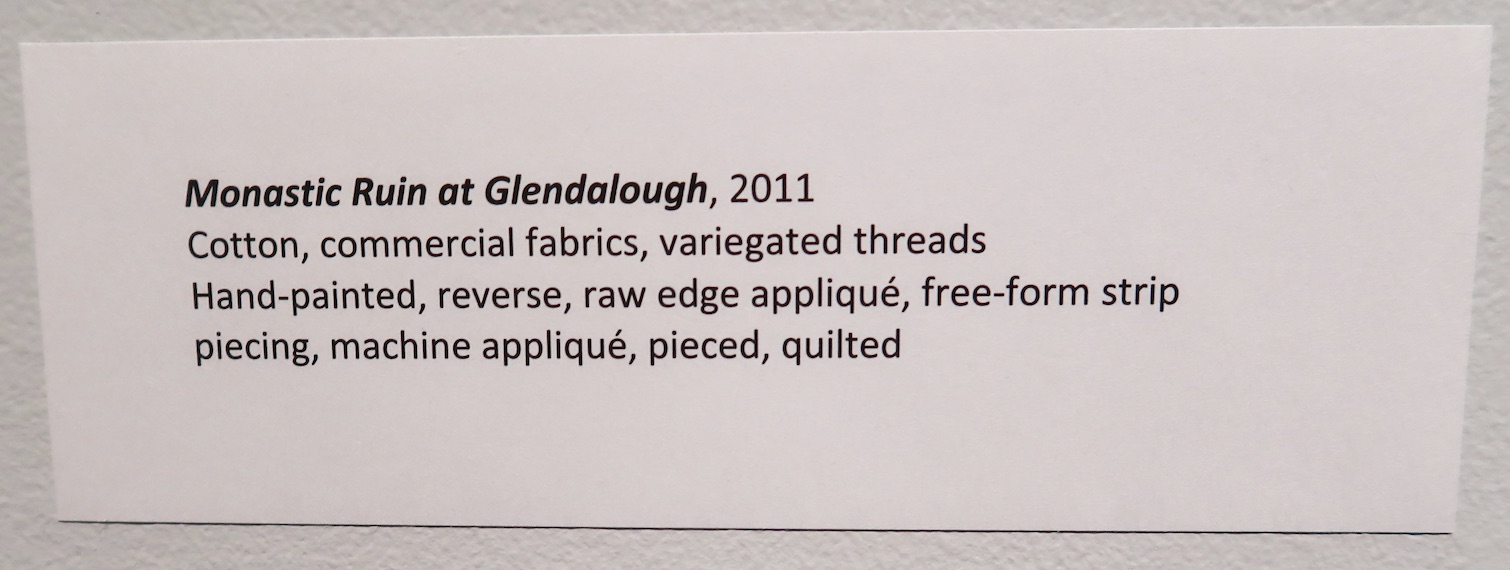 Monastic Ruin at Glendalough, 2011
Cotton, commercial fabrics, variegated threads
Hand-painted, reverse, raw edge appliqué, free-form strip
piecing, machine appliqué, pieced, quilted